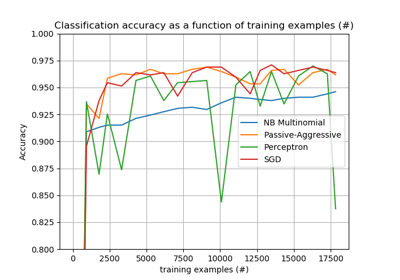 Classification accuracy as a function of training examples (#)
1.000
0.975
0.950
0.925
0.900
0.875
0.850
0.825
0.800
Accuracy
NB Multinomial
Passive-Aggressive
Perceptron
SGD
0 2500 5000 7500 10000 12500 15000 17500
training examples (#)